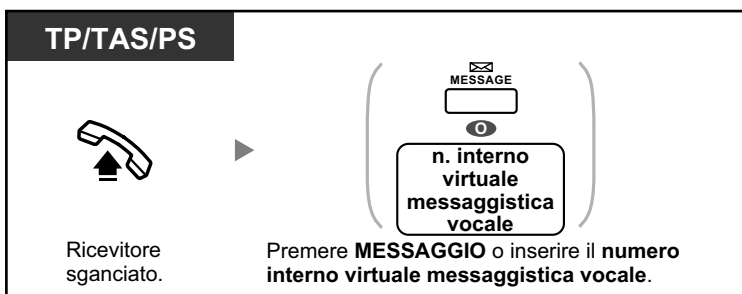 TP/TAS/PS
MESSAGE
O
n. interno
virtuale
messaggistica
vocale
Ricevitore
sganciato.
Premere MESSAGGIO o inserire il numero
interno virtuale messaggistica vocale.